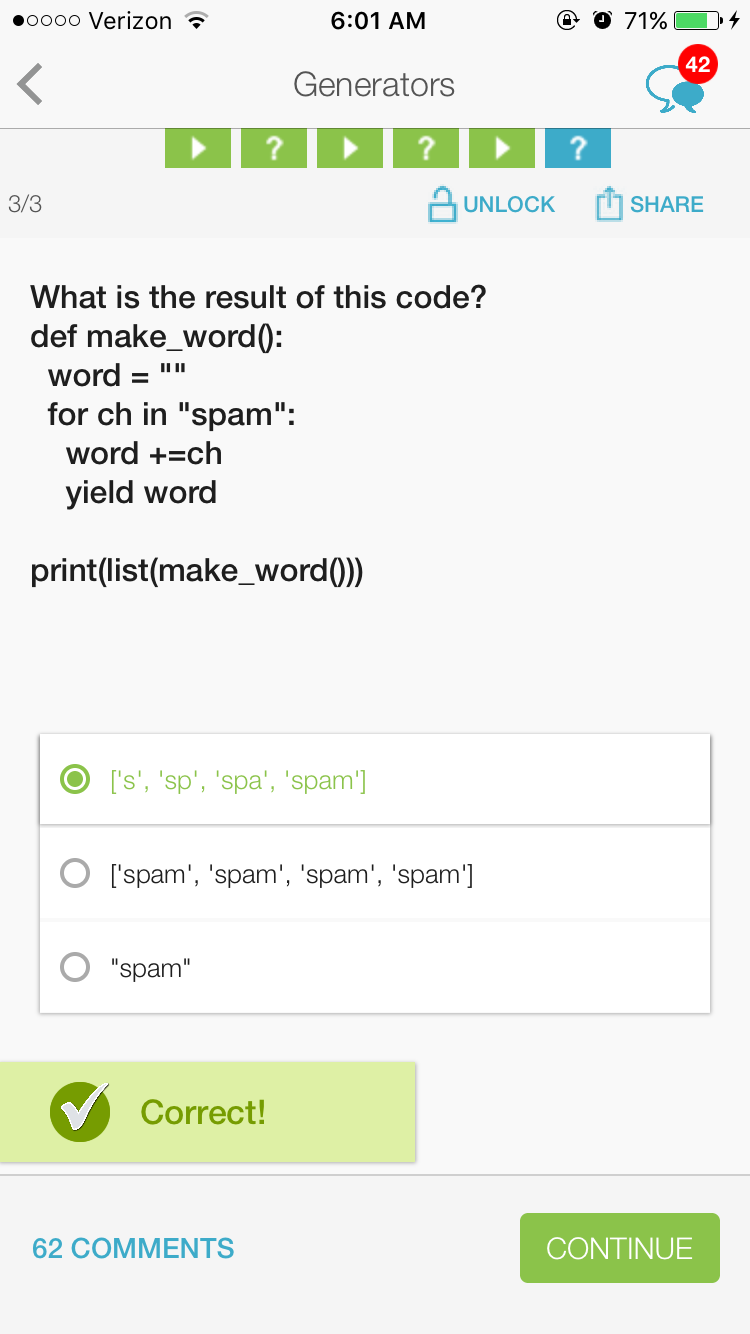 Verizon 6:01 AM 71%
Generators 42
? ? ?
3/3 UNLOCK SHARE
What is the result of this code?
def make_word():
word = ""
for ch in "spam":
word +=ch
yield word
print(list(make_word()))
['s', 'sp', 'spa', 'spam']
['spam', 'spam', 'spam', 'spam']
"spam"
Correct!
62 COMMENTS CONTINUE